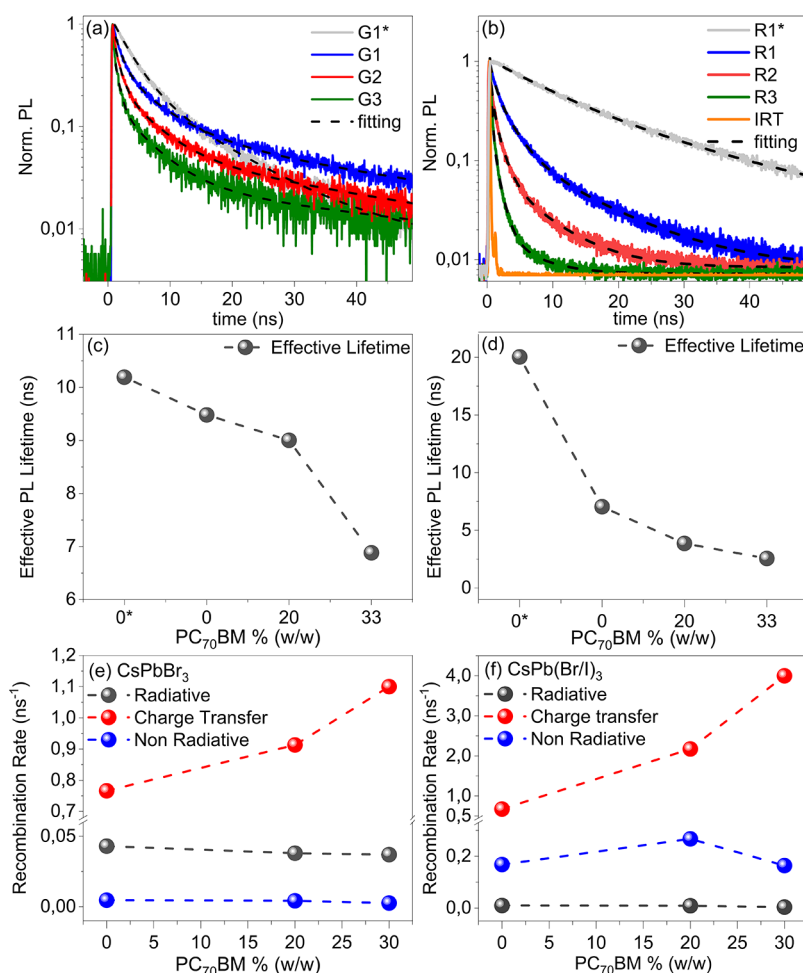 (a)
G1*
G1
G2
G3
fitting
1
0,1
0,01
Norm. PL
0 10 20 30 40
time (ns)
(b)
R1*
R1
R2
R3
IRT
fitting
1
0,1
0,01
Norm. PL
0 10 20 30 40
time (ns)
(c)
Effective Lifetime
11
10
9
8
7
6
Effective PL Lifetime (ns)
0* 0 20 33
PC70BM % (w/w)
(d)
Effective Lifetime
20
15
10
5
0
Effective PL Lifetime (ns)
0* 0 20 33
PC70BM % (w/w)
(e) CsPbBr3
Radiative
Charge Transfer
Non Radiative
1,2
1,1
1,0
0,9
0,8
0,7
0,05
0,00
Recombination Rate (ns-1)
0 5 10 15 20 25 30
PC70BM % (w/w)
(f) CsPb(Br/I)3
Radiative
Charge transfer
Non Radiative
4,0
3,0
2,0
1,0
0,5
0,4
0,2
0,0
Recombination Rate (ns-1)
0 5 10 15 20 25 30
PC70BM % (w/w)